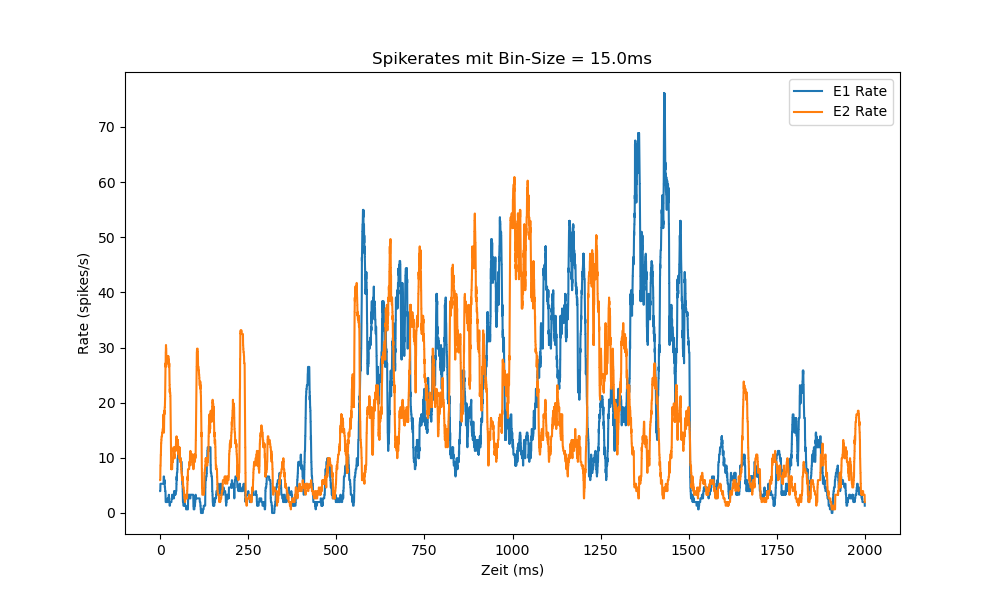 Spikerates mit Bin-Size = 15.0ms
E1 Rate
E2 Rate
Rate (spikes/s)
70
60
50
40
30
20
10
0
0 250 500 750 1000 1250 1500 1750 2000
Zeit (ms)